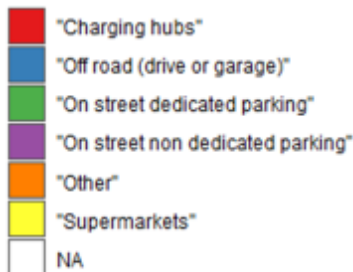 "Charging hubs"
"Off road (drive or garage)"
"On street dedicated parking"
"On street non dedicated parking"
"Other"
"Supermarkets"
NA